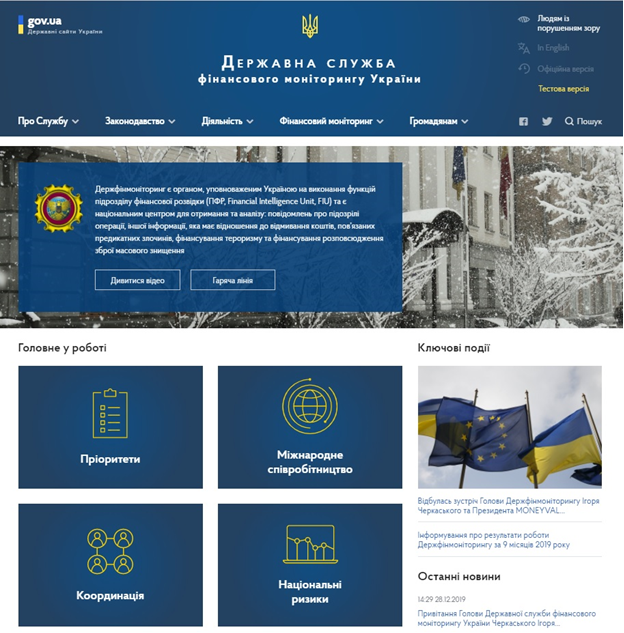 gov.ua
Державні сайти України
Людям із
порушенням зору
In English
Офіційна версія
Тестова версія
Державна служба
фінансового моніторингу України
Про Службу
Законодавство
Діяльність
Фінансовий моніторинг
Громадянам
Пошук
Держфінмоніторинг є органом, уповноваженим Україною на виконання функцій
підрозділу фінансової розвідки (ПФР, Financial Intelligence Unit, FIU) та є
національним центром для отримання та аналізу: повідомлень про підозрілі
операції, іншої інформації, яка має відношення до відмивання коштів, пов'язаних
предикатних злочинів, фінансування тероризму та фінансування розповсюдження
зброї масового знищення
Дивитися відео
Гаряча лінія
Головне у роботі
Пріоритети
Міжнародне
співробітництво
Координація
Національні
ризики
Ключові події
Відбулась зустріч Голови Держфінмоніторингу Ігоря
Черкаського та Президента MONEYVAL...
Інформування про результати роботи
Держфінмоніторингу за 9 місяців 2019 року
Останні новини
14:29 28.12.2019
Привітання Голови Державної служби фінансового
моніторингу України Черкаського Ігоря...